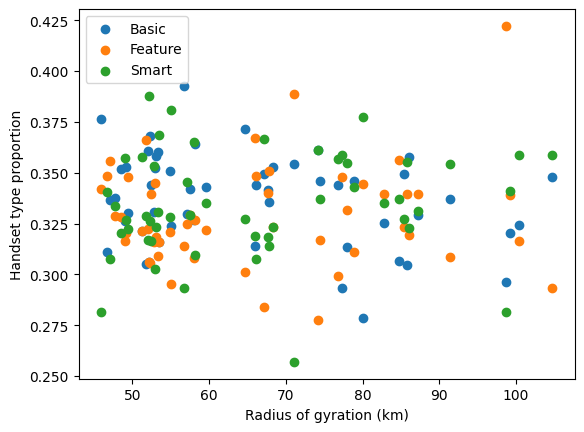 Basic
Feature
Smart
0.425
0.400
0.375
0.350
0.325
0.300
0.275
0.250
Handset type proportion
50 60 70 80 90 100
Radius of gyration (km)